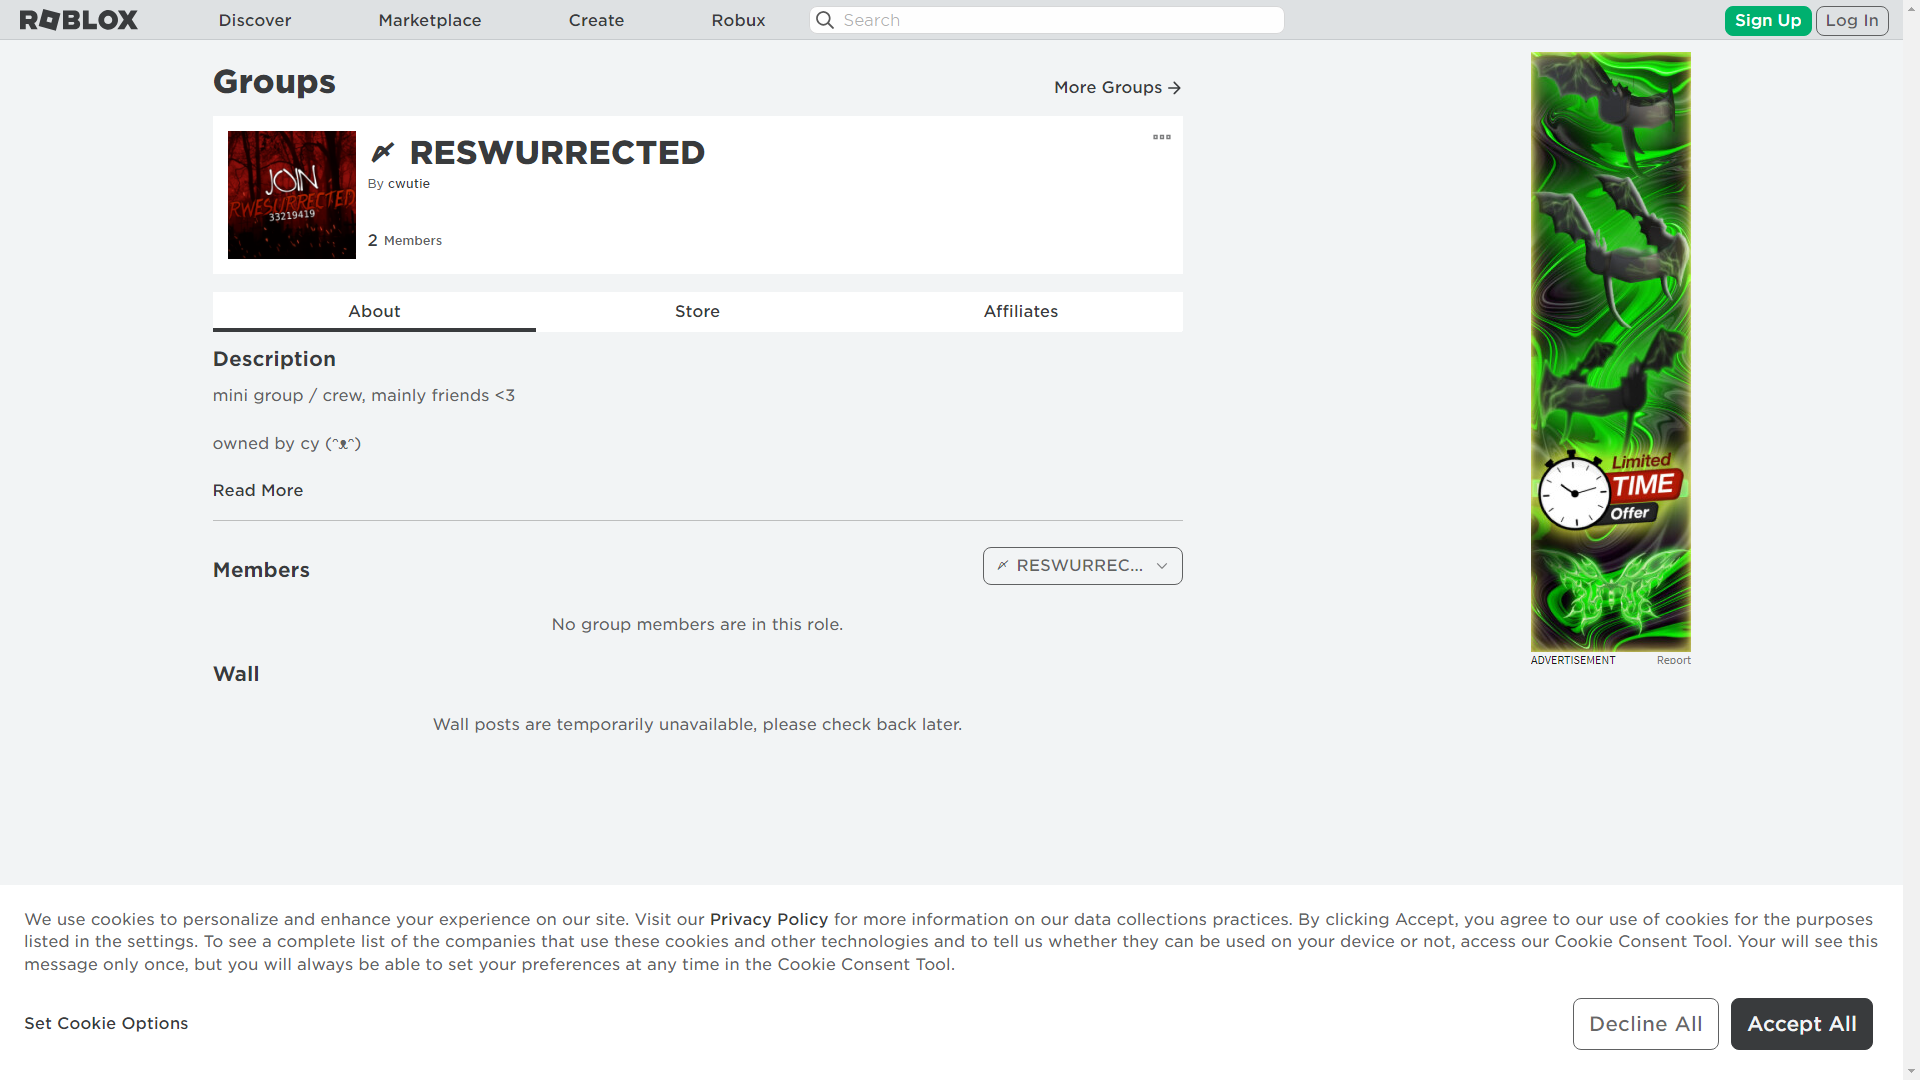 ROBLOX
Discover
Marketplace
Create
Robux
Search
Sign Up
Log In
Groups
More Groups
JOIN
RWESURRECTED
33219419
RESWURRECTED
By cwutie
2 Members
About
Store
Affiliates
Description
mini group / crew, mainly friends <3
owned by cy (ᵔᴥᵔ)
Read More
Members
RESWURREC...
No group members are in this role.
Wall
Wall posts are temporarily unavailable, please check back later.
Limited
TIME
Offer
ADVERTISEMENT
Report
We use cookies to personalize and enhance your experience on our site. Visit our Privacy Policy for more information on our data collections practices. By clicking Accept, you agree to our use of cookies for the purposes
listed in the settings. To see a complete list of the companies that use these cookies and other technologies and to tell us whether they can be used on your device or not, access our Cookie Consent Tool. Your will see this
message only once, but you will always be able to set your preferences at any time in the Cookie Consent Tool.
Set Cookie Options
Decline All
Accept All